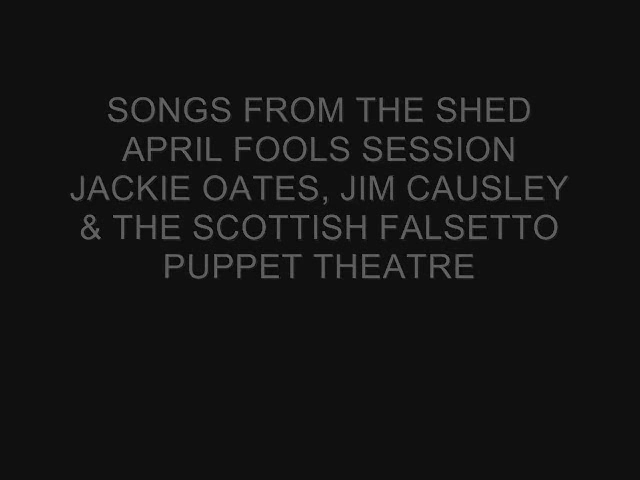 SONGS FROM THE SHED
APRIL FOOLS SESSION
JACKIE OATES, JIM CAUSLEY
& THE SCOTTISH FALSETTO
PUPPET THEATRE